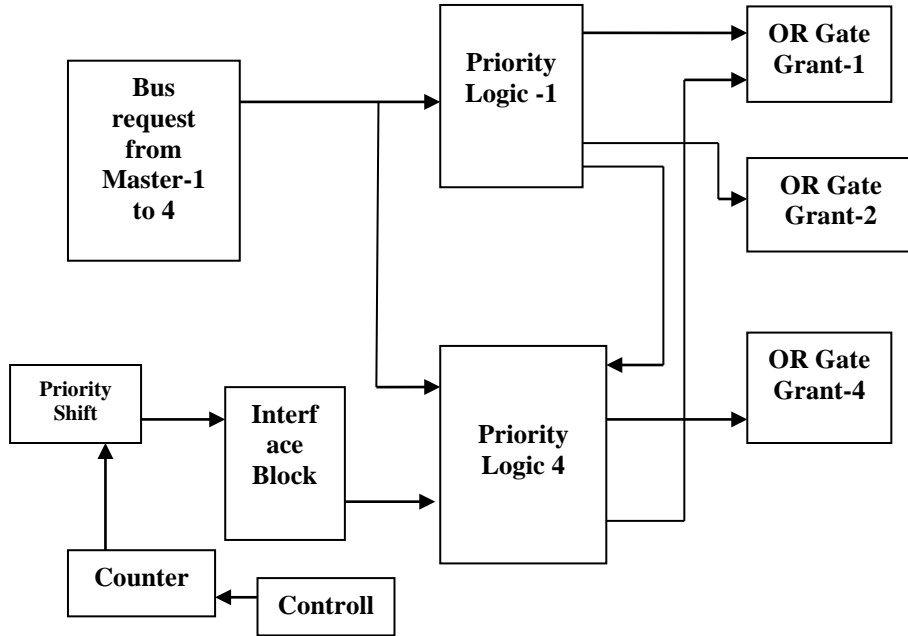 Bus
request
from
Master-1
to 4
Priority
Logic -1
OR Gate
Grant-1
OR Gate
Grant-2
Priority
Shift
Interf
ace
Block
Priority
Logic 4
OR Gate
Grant-4
Counter
Controll